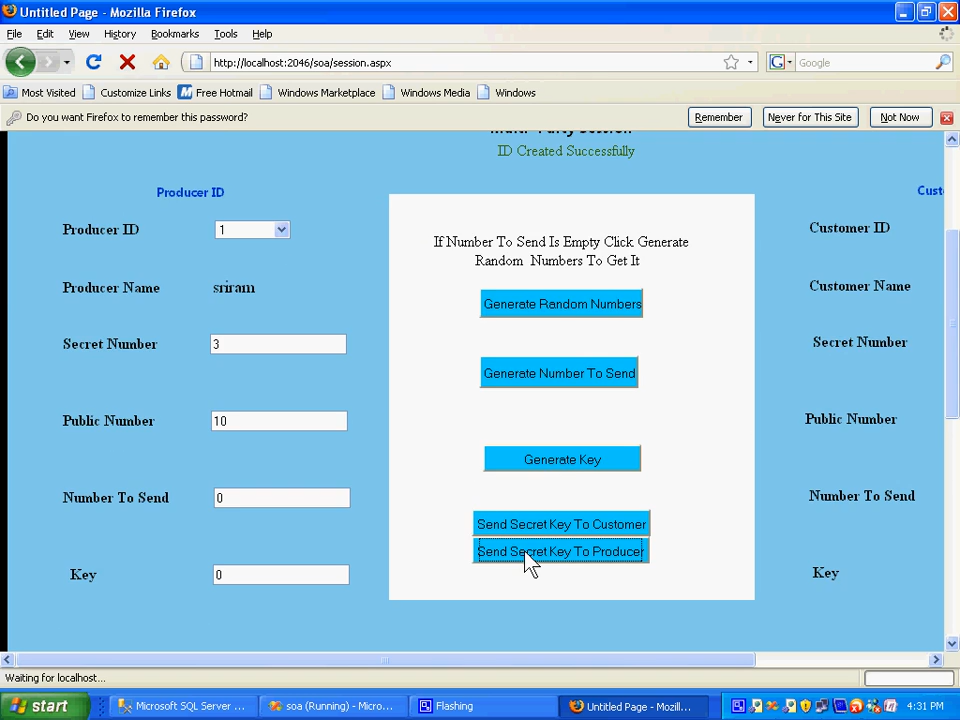 Untitled Page - Mozilla Firefox
File Edit View History Bookmarks Tools Help
http://localhost:2046/soa/session.aspx
G Google
Most Visited Customize Links Free Hotmail Windows Marketplace Windows Media Windows
Do you want Firefox to remember this password? Remember Never for This Site Not Now
Multi-Party Session
ID Created Successfully
Producer ID
Cust
Producer ID 1
Customer ID
If Number To Send Is Empty Click Generate
Random Numbers To Get It
Producer Name sriram
Customer Name
Generate Random Numbers
Secret Number 3
Secret Number
Generate Number To Send
Public Number 10
Public Number
Generate Key
Number To Send 0
Number To Send
Send Secret Key To Customer
Send Secret Key To Producer
Key 0
Key
Waiting for localhost...
start Microsoft SQL Server ... soa (Running) - Micro... Flashing Untitled Page - Mozill... 4:31 PM